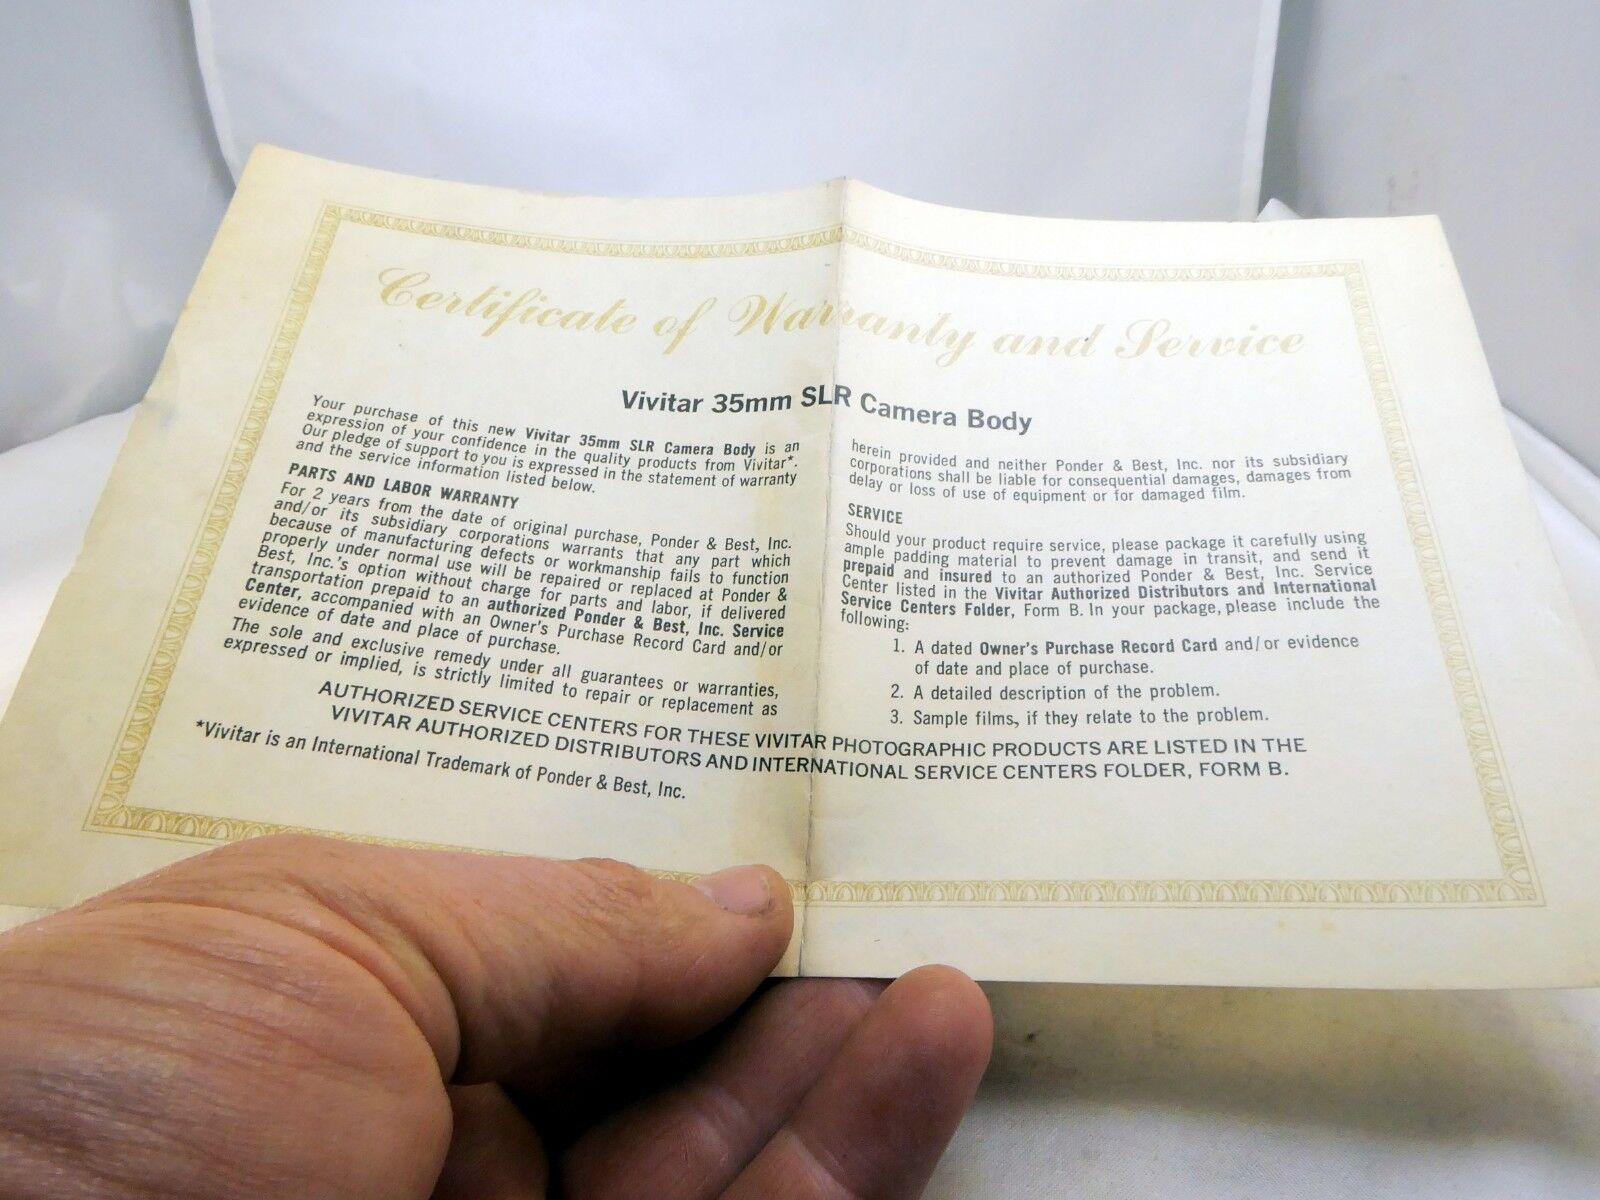 Certificate of Warranty and Service
Vivitar 35mm SLR Camera Body
Your purchase of this new Vivitar 35mm SLR Camera Body is an
expression of your confidence in the quality products from Vivitar*.
Our pledge of support to you is expressed in the statement of warranty
and the service information listed below.
PARTS AND LABOR WARRANTY
For 2 years from the date of original purchase, Ponder & Best, Inc.
and/or its subsidiary corporations warrants that any part which
because of manufacturing defects or workmanship fails to function
properly under normal use will be repaired or replaced at Ponder &
Best, Inc.'s option without charge for parts and labor, if delivered
transportation prepaid to an authorized Ponder & Best, Inc. Service
Center, accompanied with an Owner's Purchase Record Card and/or
evidence of date and place of purchase.
The sole and exclusive remedy under all guarantees or warranties,
expressed or implied, is strictly limited to repair or replacement as
herein provided and neither Ponder & Best, Inc. nor its subsidiary
corporations shall be liable for consequential damages, damages from
delay or loss of use of equipment or for damaged film.
SERVICE
Should your product require service, please package it carefully using
ample padding material to prevent damage in transit, and send it
prepaid and insured to an authorized Ponder & Best, Inc. Service
Center listed in the Vivitar Authorized Distributors and International
Service Centers Folder, Form B. In your package, please include the
following:
1. A dated Owner's Purchase Record Card and/or evidence
of date and place of purchase.
2. A detailed description of the problem.
3. Sample films, if they relate to the problem.
AUTHORIZED SERVICE CENTERS FOR THESE VIVITAR PHOTOGRAPHIC PRODUCTS ARE LISTED IN THE
VIVITAR AUTHORIZED DISTRIBUTORS AND INTERNATIONAL SERVICE CENTERS FOLDER, FORM B.
*Vivitar is an International Trademark of Ponder & Best, Inc.